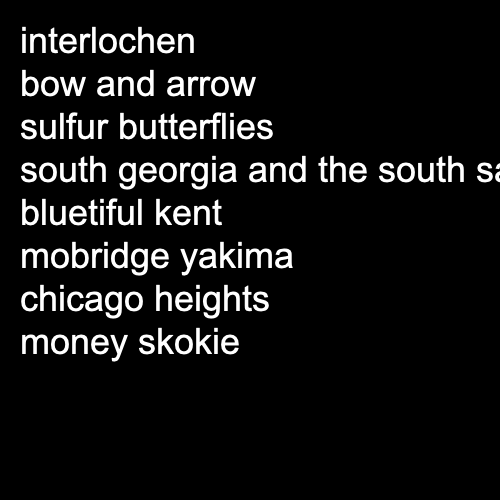 interlochen
bow and arrow
sulfur butterflies
south georgia and the south
bluetiful kent
mobridge yakima
chicago heights
money skokie